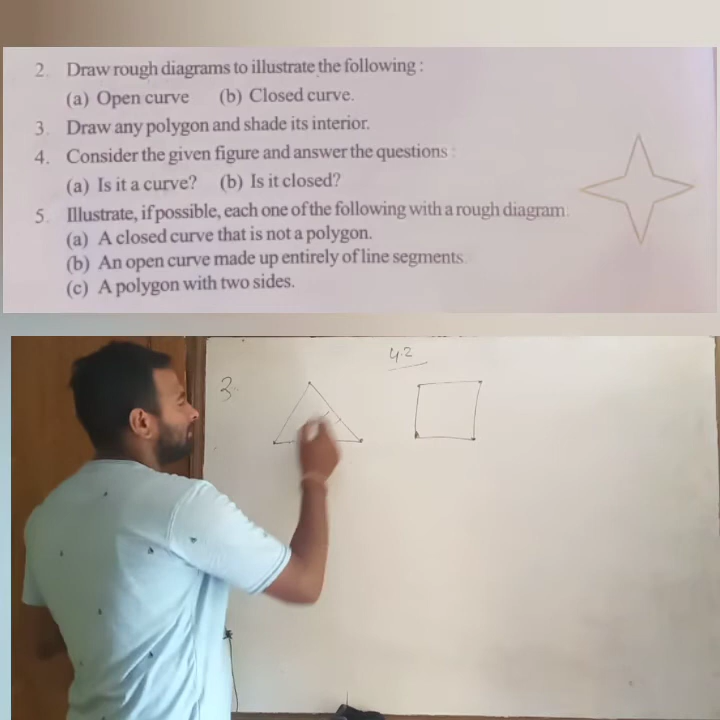 2. Draw rough diagrams to illustrate the following :
(a) Open curve (b) Closed curve.
3. Draw any polygon and shade its interior.
4. Consider the given figure and answer the questions :
(a) Is it a curve? (b) Is it closed?
5. Illustrate, if possible, each one of the following with a rough diagram:
(a) A closed curve that is not a polygon.
(b) An open curve made up entirely of line segments.
(c) A polygon with two sides.
4.2
3.